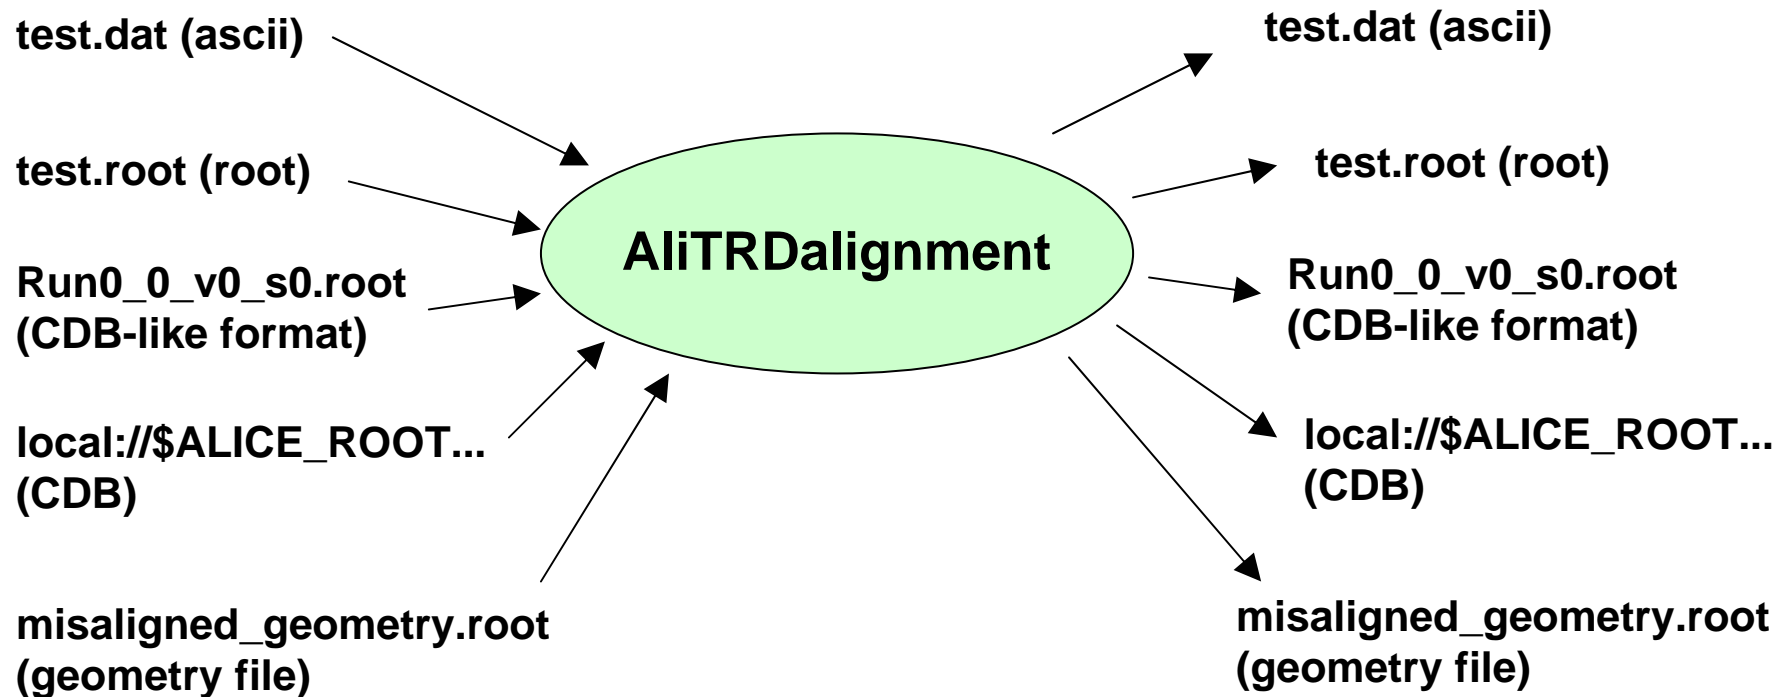 test.dat (ascii)
test.root (root)
Run0_0_v0_s0.root
(CDB-like format)
local://$ALICE_ROOT...
(CDB)
misaligned_geometry.root
(geometry file)
AliTRDalignment
test.dat (ascii)
test.root (root)
Run0_0_v0_s0.root
(CDB-like format)
local://$ALICE_ROOT...
(CDB)
misaligned_geometry.root
(geometry file)